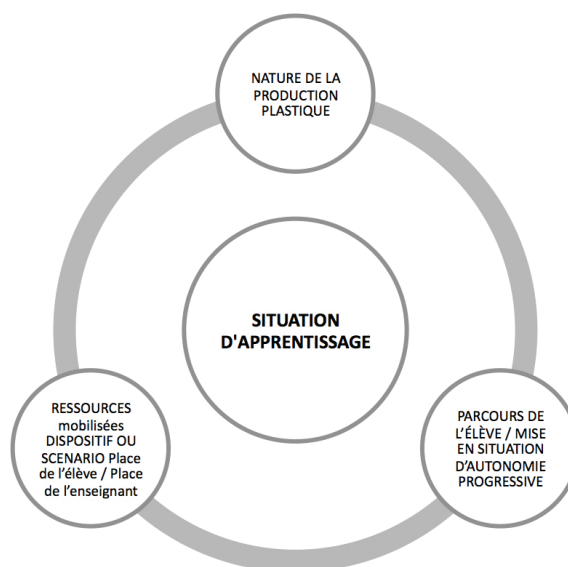 NATURE DE LA
PRODUCTION
PLASTIQUE
SITUATION
D'APPRENTISSAGE
RESSOURCES
mobilisées
DISPOSITIF OU
SCENARIO Place
de l'élève / Place
de l'enseignant
PARCOURS DE
L'ÉLÈVE / MISE
EN SITUATION
D'AUTONOMIE
PROGRESSIVE